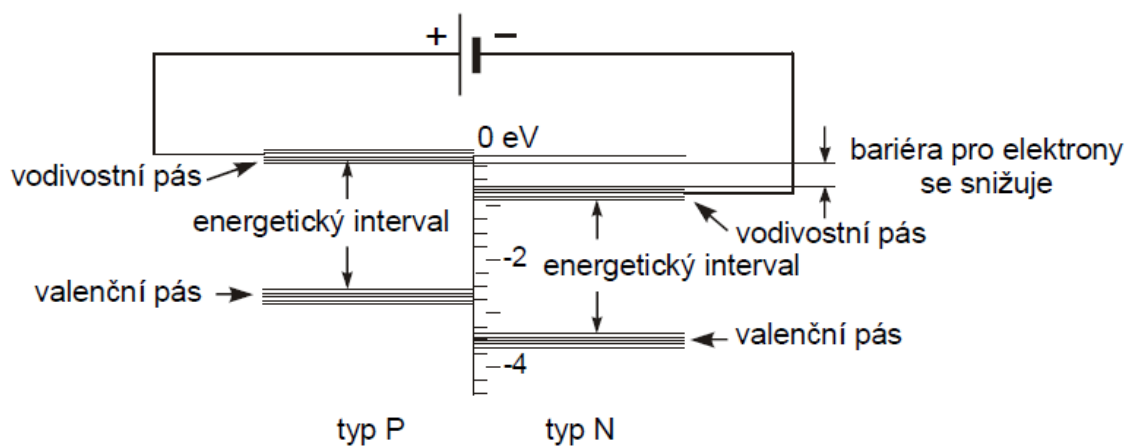 + −
0 eV
vodivostní pás
bariéra pro elektrony
se snižuje
energetický interval
vodivostní pás
-2
energetický interval
valenční pás
valenční pás
-4
typ P
typ N